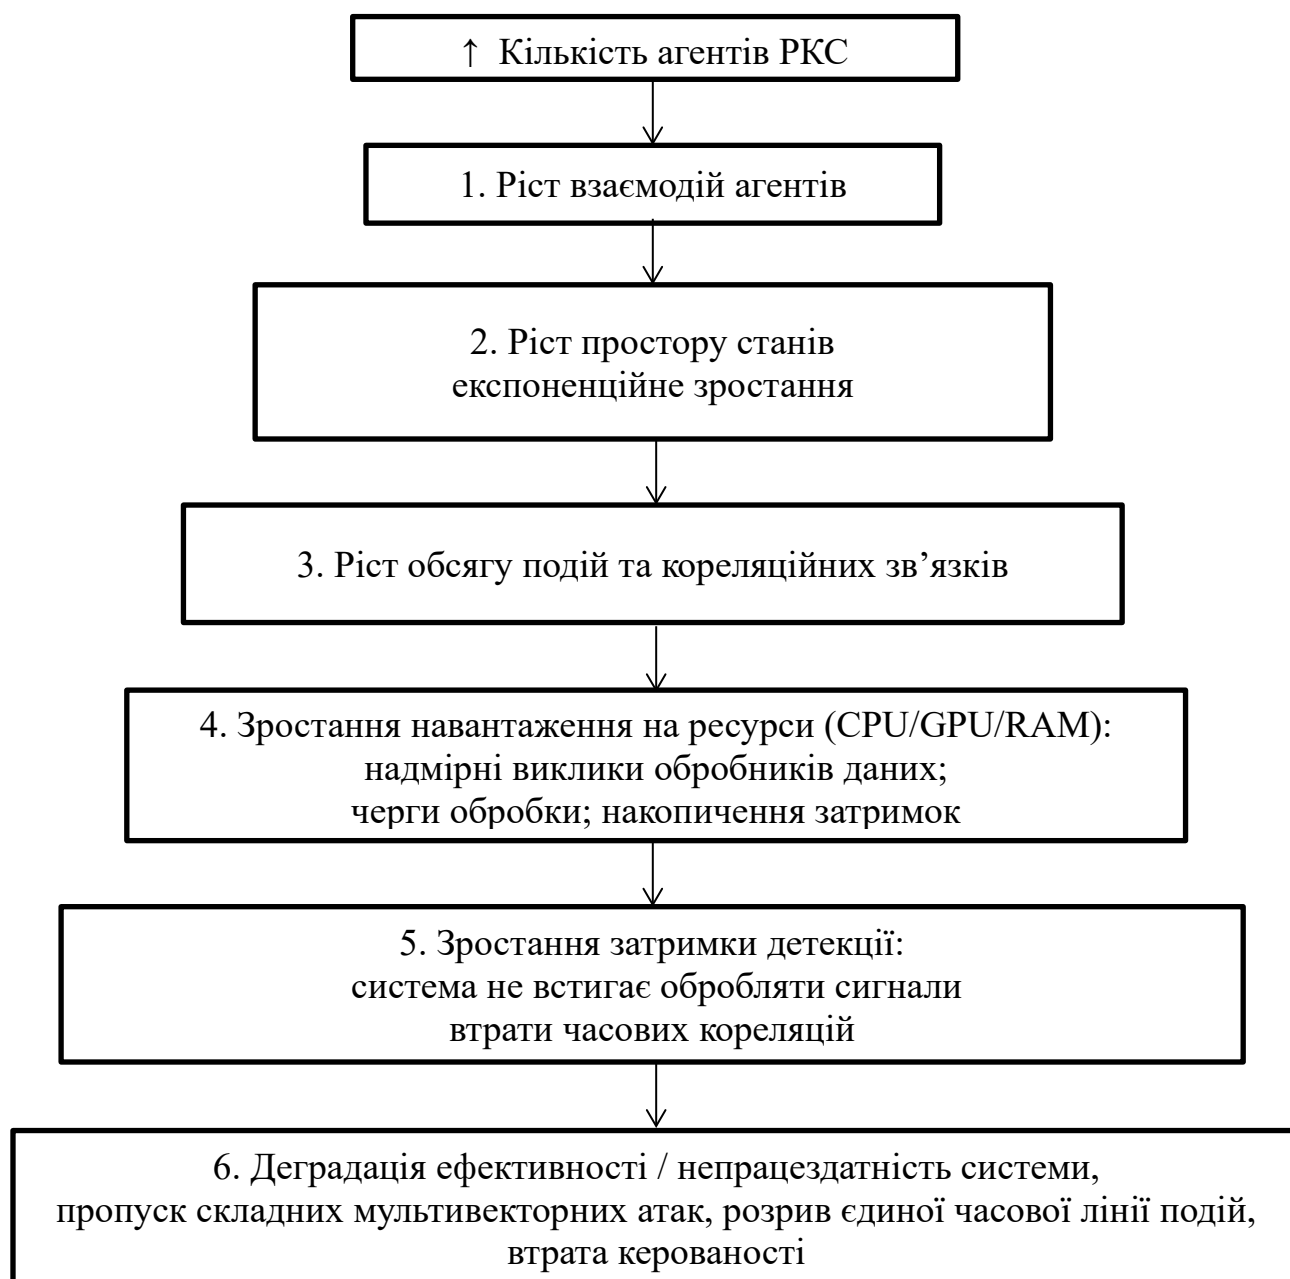 ↑ Кількість агентів РКС
1. Ріст взаємодій агентів
2. Ріст простору станів
експоненційне зростання
3. Ріст обсягу подій та кореляційних зв’язків
4. Зростання навантаження на ресурси (CPU/GPU/RAM):
надмірні виклики обробників даних;
черги обробки; накопичення затримок
5. Зростання затримки детекції:
система не встигає обробляти сигнали
втрати часових кореляцій
6. Деградація ефективності / непрацездатність системи,
пропуск складних мультивекторних атак, розрив єдиної часової лінії подій,
втрата керованості